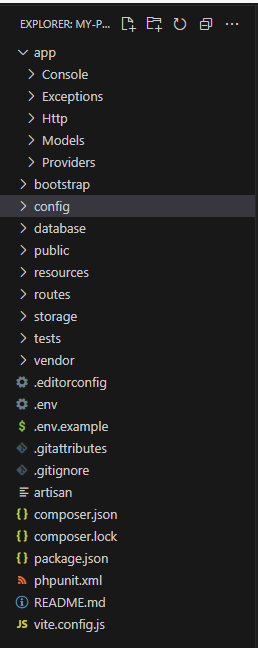 EXPLORER: MY-P...
app
Console
Exceptions
Http
Models
Providers
bootstrap
config
database
public
resources
routes
storage
tests
vendor
.editorconfig
.env
$ .env.example
.gitattributes
.gitignore
artisan
{} composer.json
{} composer.lock
{} package.json
phpunit.xml
README.md
JS vite.config.js